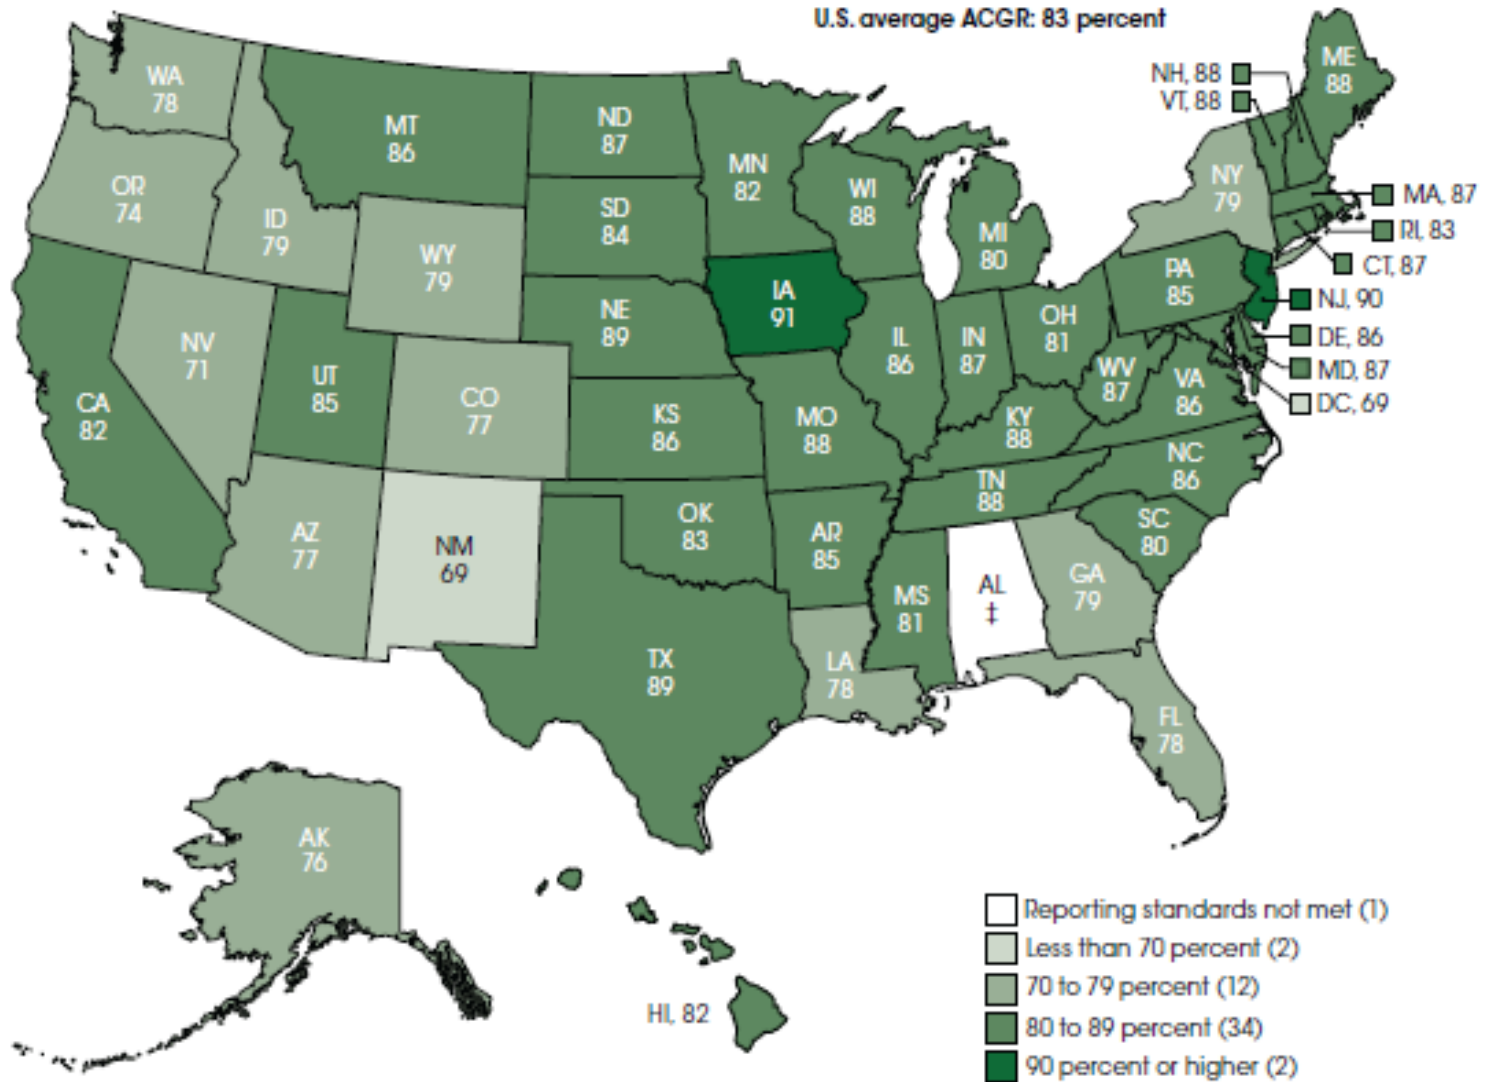 U.S. average ACGR: 83 percent
WA
78
OR
74
ID
79
MT
86
ND
87
MN
82
WI
88
SD
84
WY
79
NE
89
IA
91
MI
80
NY
79
ME
88
NH, 88
VT, 88
MA, 87
RI, 83
CT, 87
NJ, 90
DE, 86
MD, 87
DC, 69
PA
85
OH
81
IN
87
IL
86
WV
87
VA
86
KY
88
NC
86
TN
88
SC
80
CA
82
NV
71
UT
85
CO
77
KS
86
MO
88
AZ
77
NM
69
OK
83
AR
85
MS
81
AL
‡
GA
79
TX
89
LA
78
FL
78
AK
76
HI, 82
Reporting standards not met (1)
Less than 70 percent (2)
70 to 79 percent (12)
80 to 89 percent (34)
90 percent or higher (2)